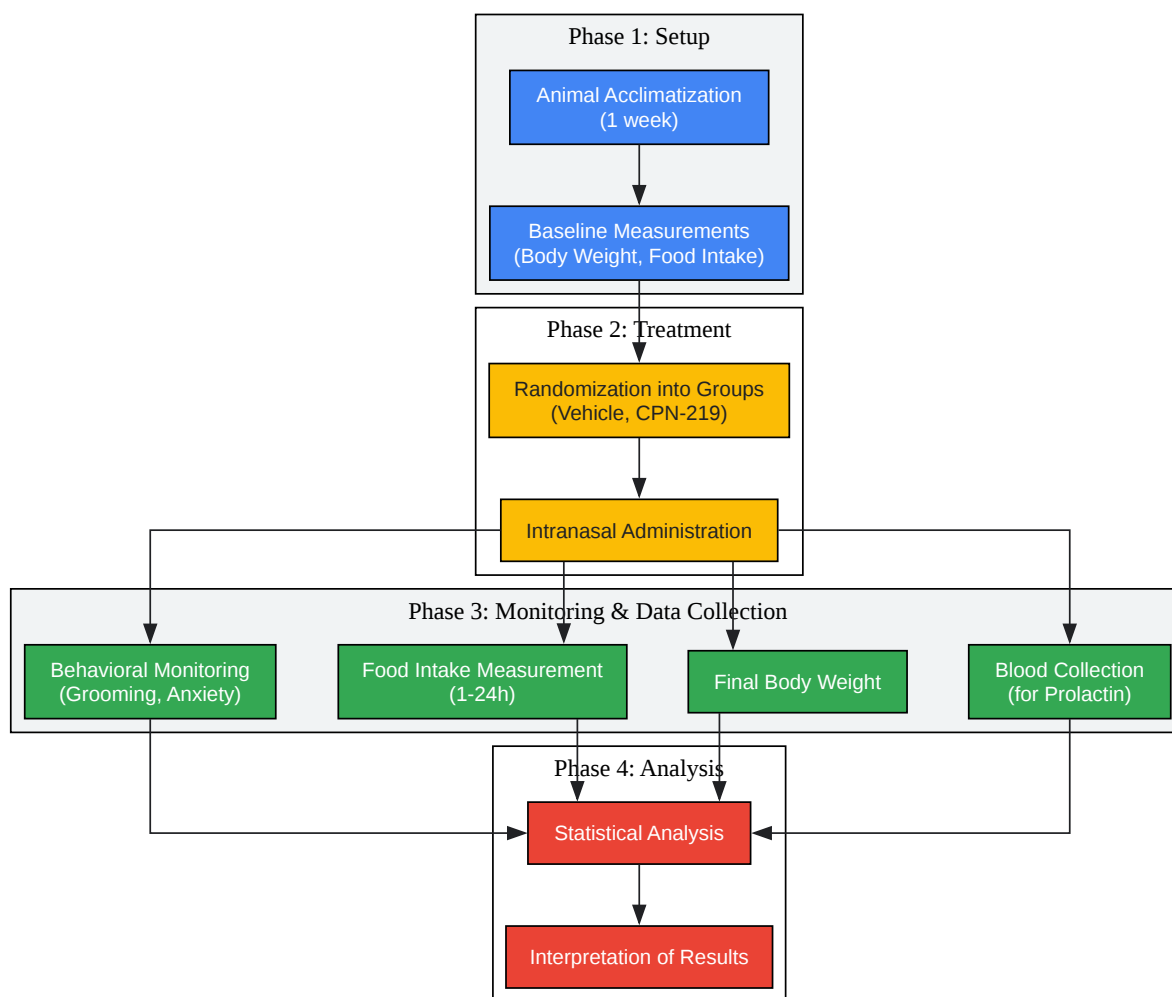 Phase 1: Setup
Animal Acclimatization
(1 week)
Baseline Measurements
(Body Weight, Food Intake)
Phase 2: Treatment
Randomization into Groups
(Vehicle, CPN-219)
Intranasal Administration
Phase 3: Monitoring & Data Collection
Behavioral Monitoring
(Grooming, Anxiety)
Food Intake Measurement
(1-24h)
Final Body Weight
Blood Collection
(for Prolactin)
Phase 4: Analysis
Statistical Analysis
Interpretation of Results